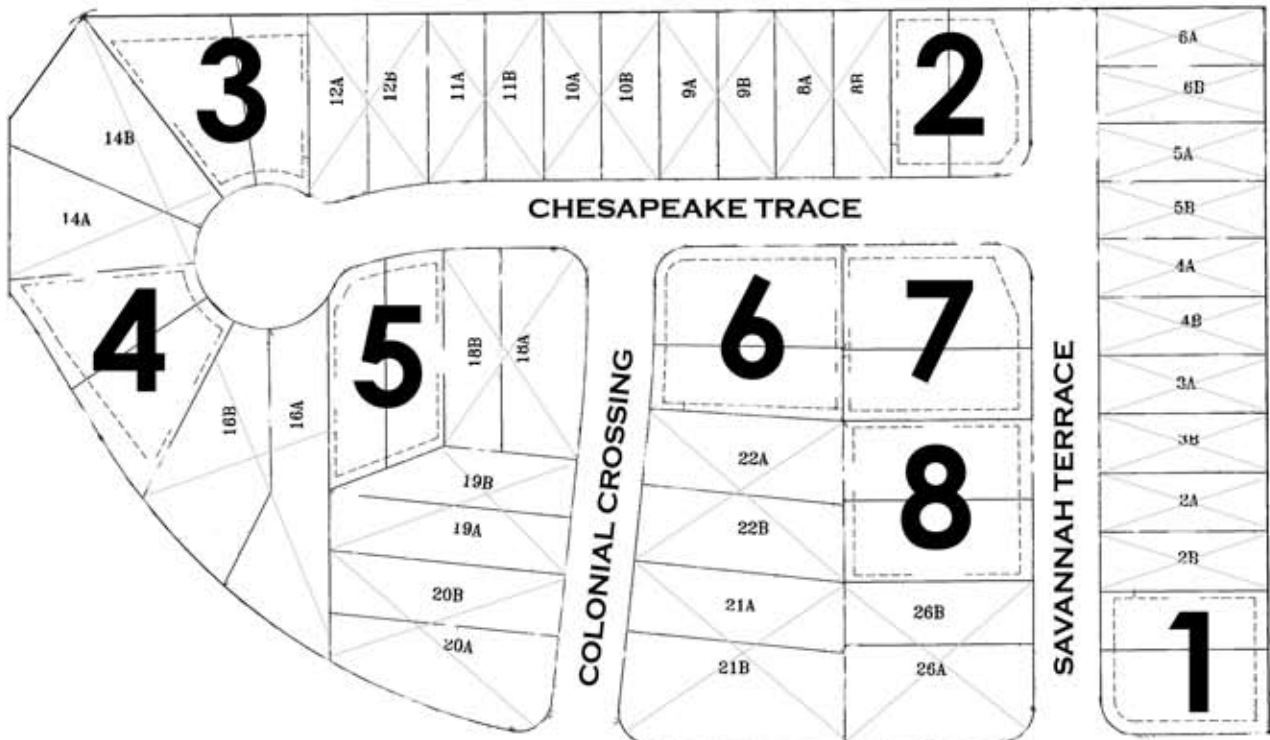 3
12A
12B
11A
11B
10A
10B
9A
9B
8A
8B
2
6A
6B
5A
5B
4A
4B
3A
3B
2A
2B
1
14B
14A
CHESAPEAKE TRACE
4
16B
16A
5
18B
18A
19B
19A
20B
20A
COLONIAL CROSSING
6
7
22A
22B
21A
21B
8
26B
26A
SAVANNAH TERRACE